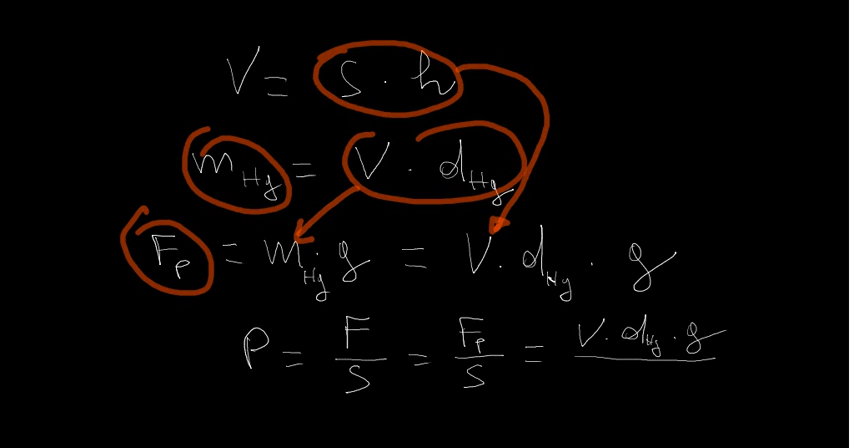 V = S · h
m_Hg = V · d_Hg
F_P = m_Hg · g = V · d_Hg · g
P = F/S = F_P/S = V · d_Hg · g/